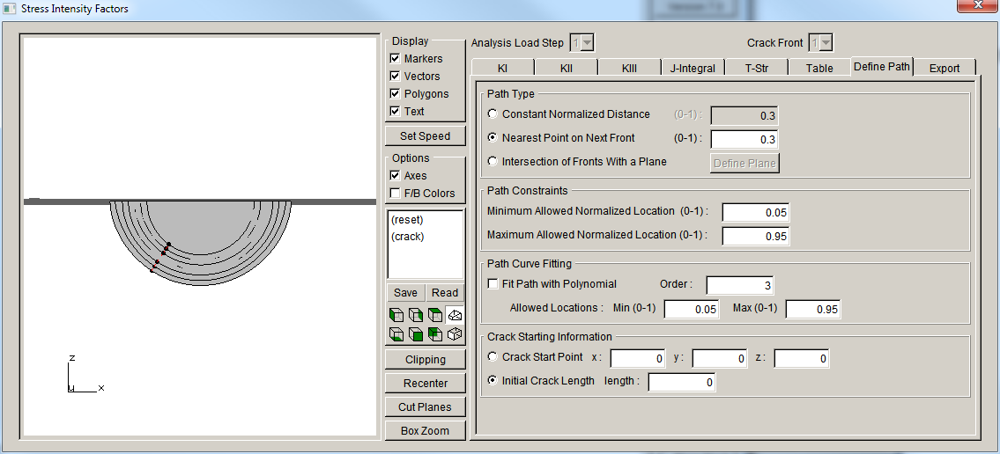 Stress Intensity Factors
Version 7.0
Display
Markers
Vectors
Polygons
Text
Set Speed
Options
Axes
F/B Colors
(reset)
(crack)
Save Read
Clipping
Recenter
Cut Planes
Box Zoom
z
y x
Analysis Load Step 1 Crack Front 1
KI KII KIII J-Integral T-Str Table Define Path Export
Path Type
Constant Normalized Distance (0-1) : 0.3
Nearest Point on Next Front (0-1) : 0.3
Intersection of Fronts With a Plane Define Plane
Path Constraints
Minimum Allowed Normalized Location (0-1) : 0.05
Maximum Allowed Normalized Location (0-1) : 0.95
Path Curve Fitting
Fit Path with Polynomial Order : 3
Allowed Locations : Min (0-1) 0.05 Max (0-1) 0.95
Crack Starting Information
Crack Start Point x : 0 y : 0 z : 0
Initial Crack Length length : 0